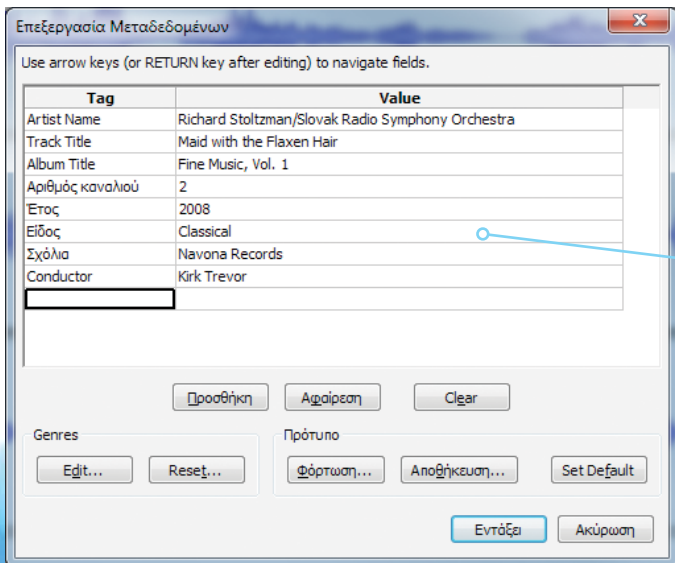 Επεξεργασία Μεταδεδομένων
Use arrow keys (or RETURN key after editing) to navigate fields.
Tag Value
Artist Name Richard Stoltzman/Slovak Radio Symphony Orchestra
Track Title Maid with the Flaxen Hair
Album Title Fine Music, Vol. 1
Αριθμός καναλιού 2
Έτος 2008
Είδος Classical
Σχόλια Navona Records
Conductor Kirk Trevor
Προσθήκη Αφαίρεση Clear
Genres Πρότυπο
Edit... Reset... Φόρτωση... Αποθήκευση... Set Default
Εντάξει Ακύρωση